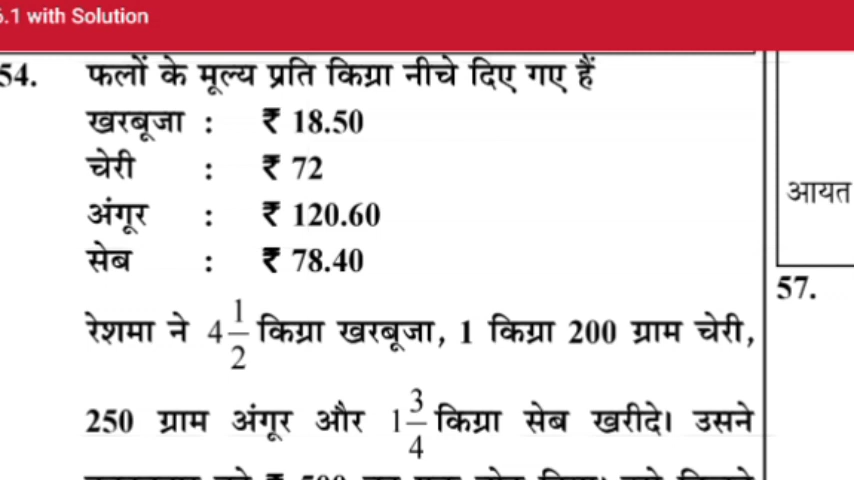 6.1 with Solution
54. फलों के मूल्य प्रति किग्रा नीचे दिए गए हैं
खरबूजा : ₹ 18.50
चेरी : ₹ 72
अंगूर : ₹ 120.60
सेब : ₹ 78.40
रेशमा ने 4 1/2 किग्रा खरबूजा, 1 किग्रा 200 ग्राम चेरी,
250 ग्राम अंगूर और 1 3/4 किग्रा सेब खरीदे। उसने
आयत
57.